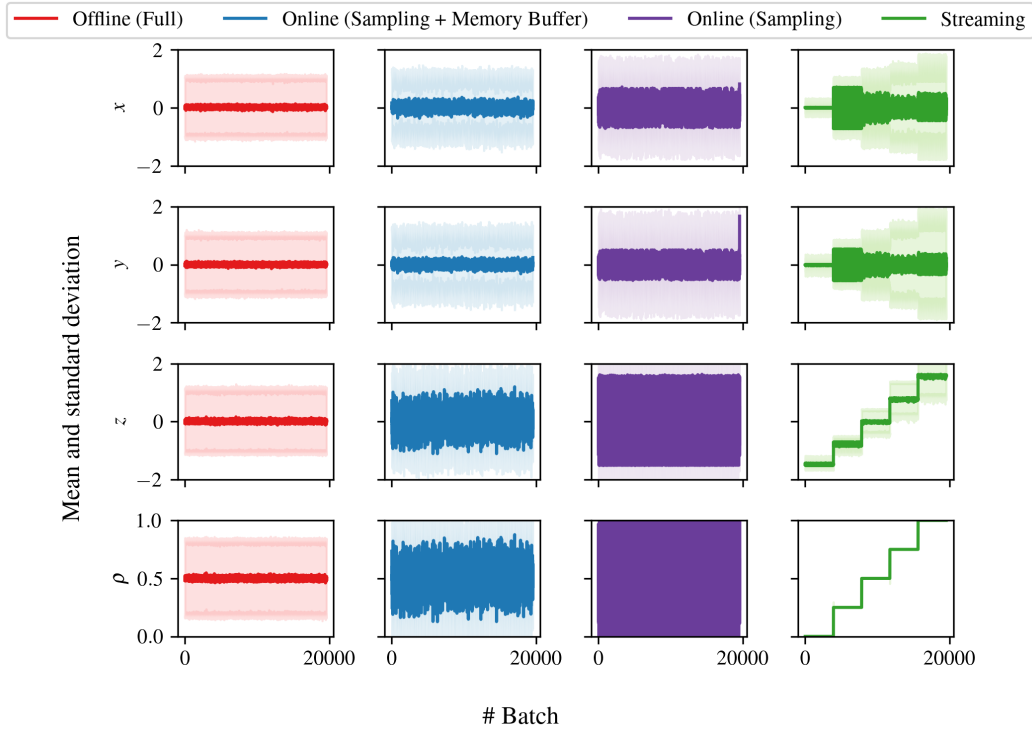 Offline (Full) Online (Sampling + Memory Buffer) Online (Sampling) Streaming
Mean and standard deviation
x
2
0
−2
y
2
0
−2
z
2
0
−2
ρ
1.0
0.5
0.0
0 20000 0 20000 0 20000 0 20000
# Batch